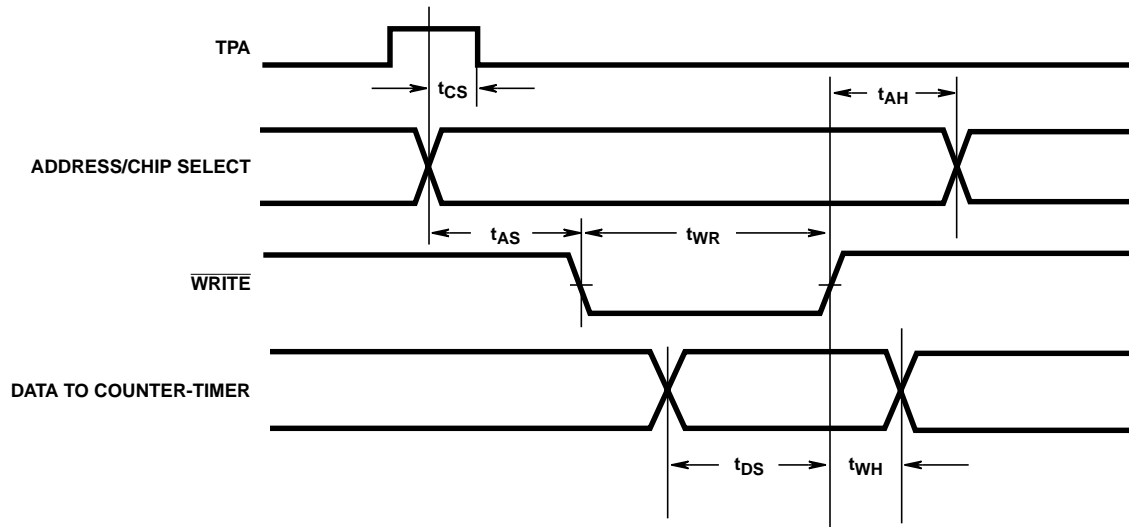 TPA
tCS
tAH
ADDRESS/CHIP SELECT
tAS
tWR
WRITE
DATA TO COUNTER-TIMER
tDS
tWH